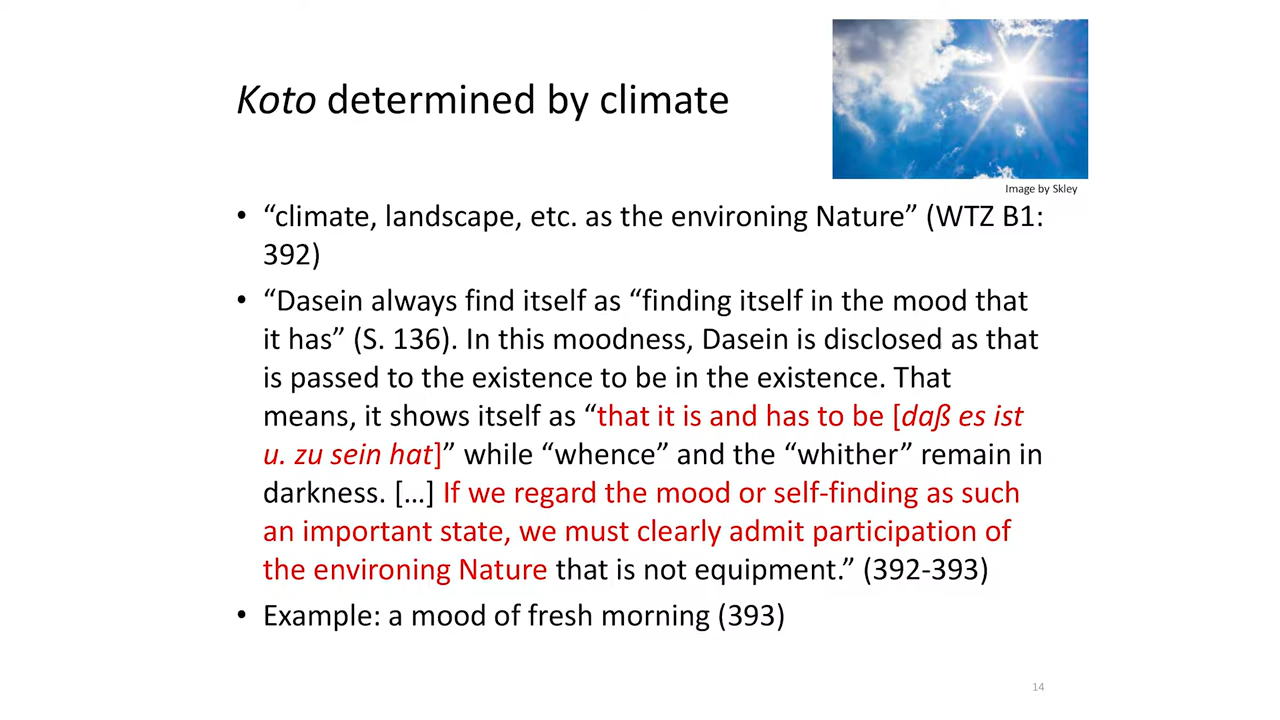 Koto determined by climate
Image by Skley
• “climate, landscape, etc. as the environing Nature” (WTZ B1:
392)
• “Dasein always find itself as “finding itself in the mood that
it has” (S. 136). In this moodness, Dasein is disclosed as that
is passed to the existence to be in the existence. That
means, it shows itself as “that it is and has to be [daß es ist
u. zu sein hat]” while “whence” and the “whither” remain in
darkness. […] If we regard the mood or self-finding as such
an important state, we must clearly admit participation of
the environing Nature that is not equipment.” (392-393)
• Example: a mood of fresh morning (393)
14